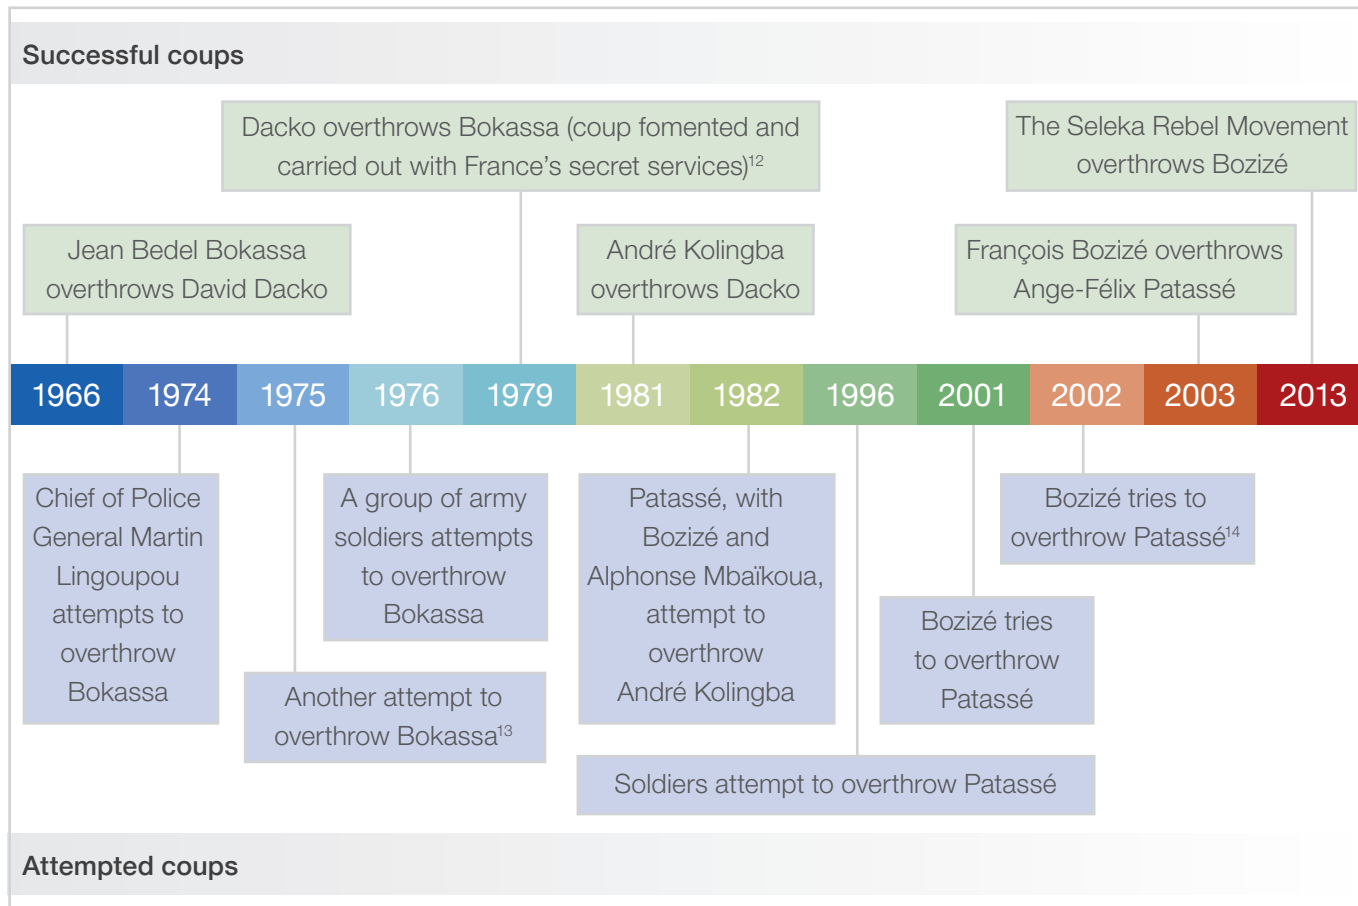 Successful coups
Dacko overthrows Bokassa (coup fomented and
carried out with France’s secret services)¹²
The Seleka Rebel Movement
overthrows Bozizé
Jean Bedel Bokassa
overthrows David Dacko
André Kolingba
overthrows Dacko
François Bozizé overthrows
Ange-Félix Patassé
1966 1974 1975 1976 1979 1981 1982 1996 2001 2002 2003 2013
Chief of Police
General Martin
Lingoupou
attempts to
overthrow
Bokassa
Another attempt to
overthrow Bokassa¹³
A group of army
soldiers attempts
to overthrow
Bokassa
Patassé, with
Bozizé and
Alphonse Mbaïkoua,
attempt to
overthrow
André Kolingba
Soldiers attempt to overthrow Patassé
Bozizé tries
to overthrow
Patassé
Bozizé tries to
overthrow Patassé¹⁴
Attempted coups